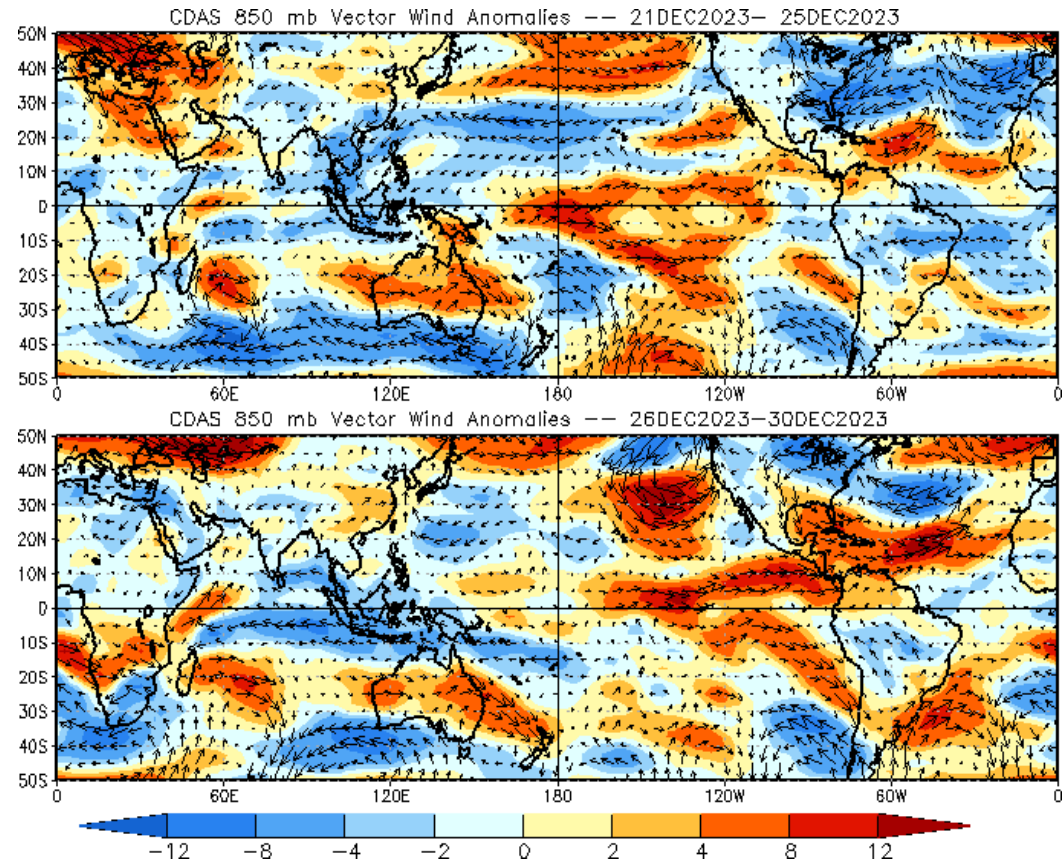 CDAS 850 mb Vector Wind Anomalies -- 21DEC2023- 25DEC2023
50N
40N
30N
20N
10N
0
10S
20S
30S
40S
50S
0 60E 120E 180 120W 60W 0
CDAS 850 mb Vector Wind Anomalies -- 26DEC2023-30DEC2023
50N
40N
30N
20N
10N
0
10S
20S
30S
40S
50S
0 60E 120E 180 120W 60W 0
-12 -8 -4 -2 0 2 4 8 12